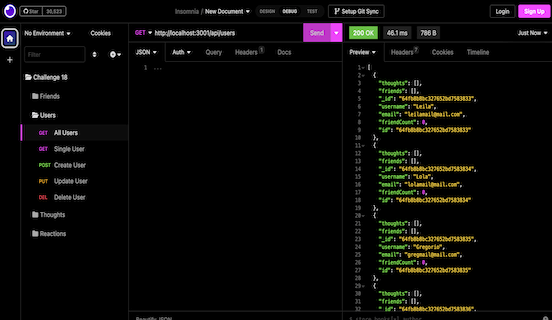 Star 30,533
Insomnia / New Document
DESIGN DEBUG TEST
Setup Git Sync
Login Sign Up
No Environment Cookies
GET http://localhost:3001/api/users Send
200 OK 46.1 ms 786 B Just Now
Filter
JSON Auth Query Headers 1 Docs
Preview Headers 7 Cookies Timeline
Challenge 18
Friends
Users
GET All Users
GET Single User
POST Create User
PUT Update User
DEL Delete User
Thoughts
Reactions
1 ...
1 [
2 {
3 "thoughts": [],
4 "friends": [],
5 "_id": "64fb8b8bc327652bd7583833",
6 "username": "Leila",
7 "email": "leilamail@mail.com",
8 "friendCount": 0,
9 "id": "64fb8b8bc327652bd7583833"
10 },
11 {
12 "thoughts": [],
13 "friends": [],
14 "_id": "64fb8b8bc327652bd7583834",
15 "username": "Lola",
16 "email": "lolamail@mail.com",
17 "friendCount": 0,
18 "id": "64fb8b8bc327652bd7583834"
19 },
20 {
21 "thoughts": [],
22 "friends": [],
23 "_id": "64fb8b8bc327652bd7583835",
24 "username": "Gregorio",
25 "email": "gregmail@mail.com",
26 "friendCount": 0,
27 "id": "64fb8b8bc327652bd7583835"
28 },
29 {
30 "thoughts": [],
31 "friends": [],
32 "_id": "64fb8b8bc327652bd7583836",
Beautify JSON